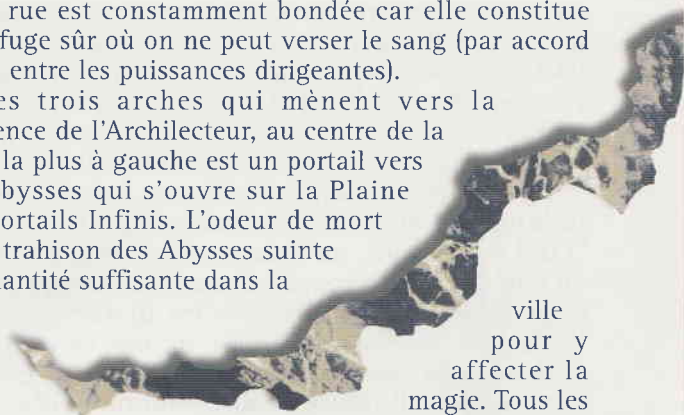 rue est constamment bondée car elle constitue
fuge sûr où on ne peut verser le sang (par accord
entre les puissances dirigeantes).
es trois arches qui mènent vers la
ence de l'Archilecteur, au centre de la
la plus à gauche est un portail vers
bysses qui s'ouvre sur la Plaine
ortails Infinis. L'odeur de mort
trahison des Abysses suinte
antité suffisante dans la
ville
pour y
affecter la
magie. Tous les